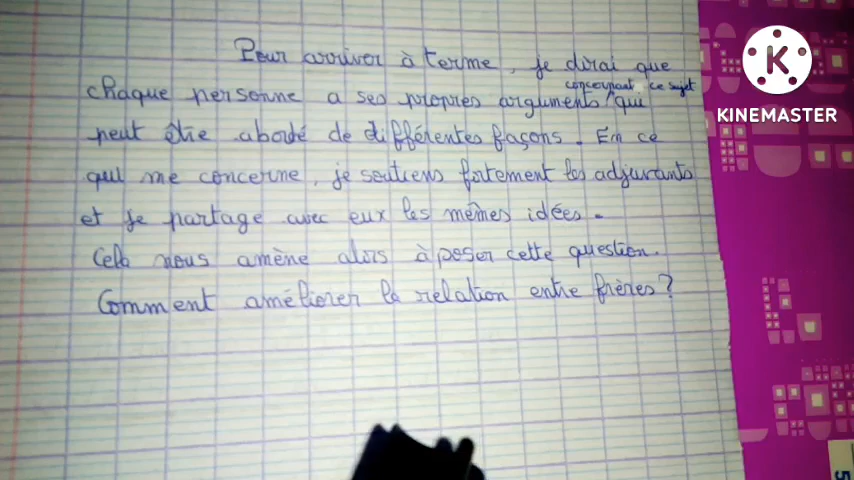 Pour arriver à terme, je dirai que
chaque personne a ses propres arguments concernant ce sujet qui
peut être abordé de différentes façons. En ce
qui me concerne, je soutiens fortement les adjuvants
et je partage avec eux les mêmes idées.
Cela nous amène alors à poser cette question.
Comment améliorer la relation entre frères?
K
KINEMASTER
5